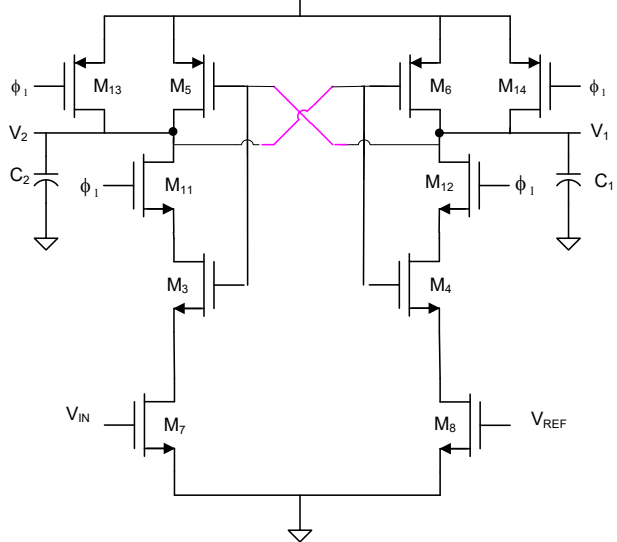 M13 M5 M6 M14
ϕ1 ϕ1
V2 V1
C2 ϕ1 M11 M12 ϕ1 C1
M3 M4
VIN M7 M8 VREF